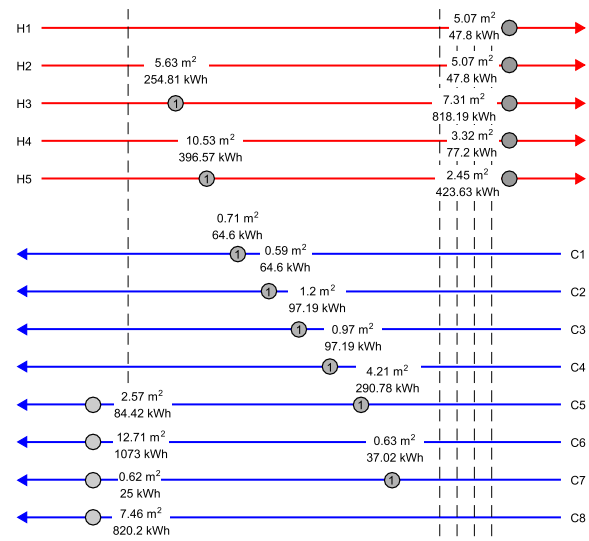 H1
5.07 m²
47.8 kWh
H2
5.63 m²
254.81 kWh
5.07 m²
47.8 kWh
H3
1
7.31 m²
818.19 kWh
H4
10.53 m²
396.57 kWh
3.32 m²
77.2 kWh
H5
1
2.45 m²
423.63 kWh
0.71 m²
64.6 kWh
1
0.59 m²
64.6 kWh
C1
1
1.2 m²
97.19 kWh
C2
1
0.97 m²
97.19 kWh
C3
1
4.21 m²
290.78 kWh
C4
2.57 m²
84.42 kWh
1
C5
12.71 m²
1073 kWh
0.63 m²
37.02 kWh
C6
0.62 m²
25 kWh
1
C7
7.46 m²
820.2 kWh
C8